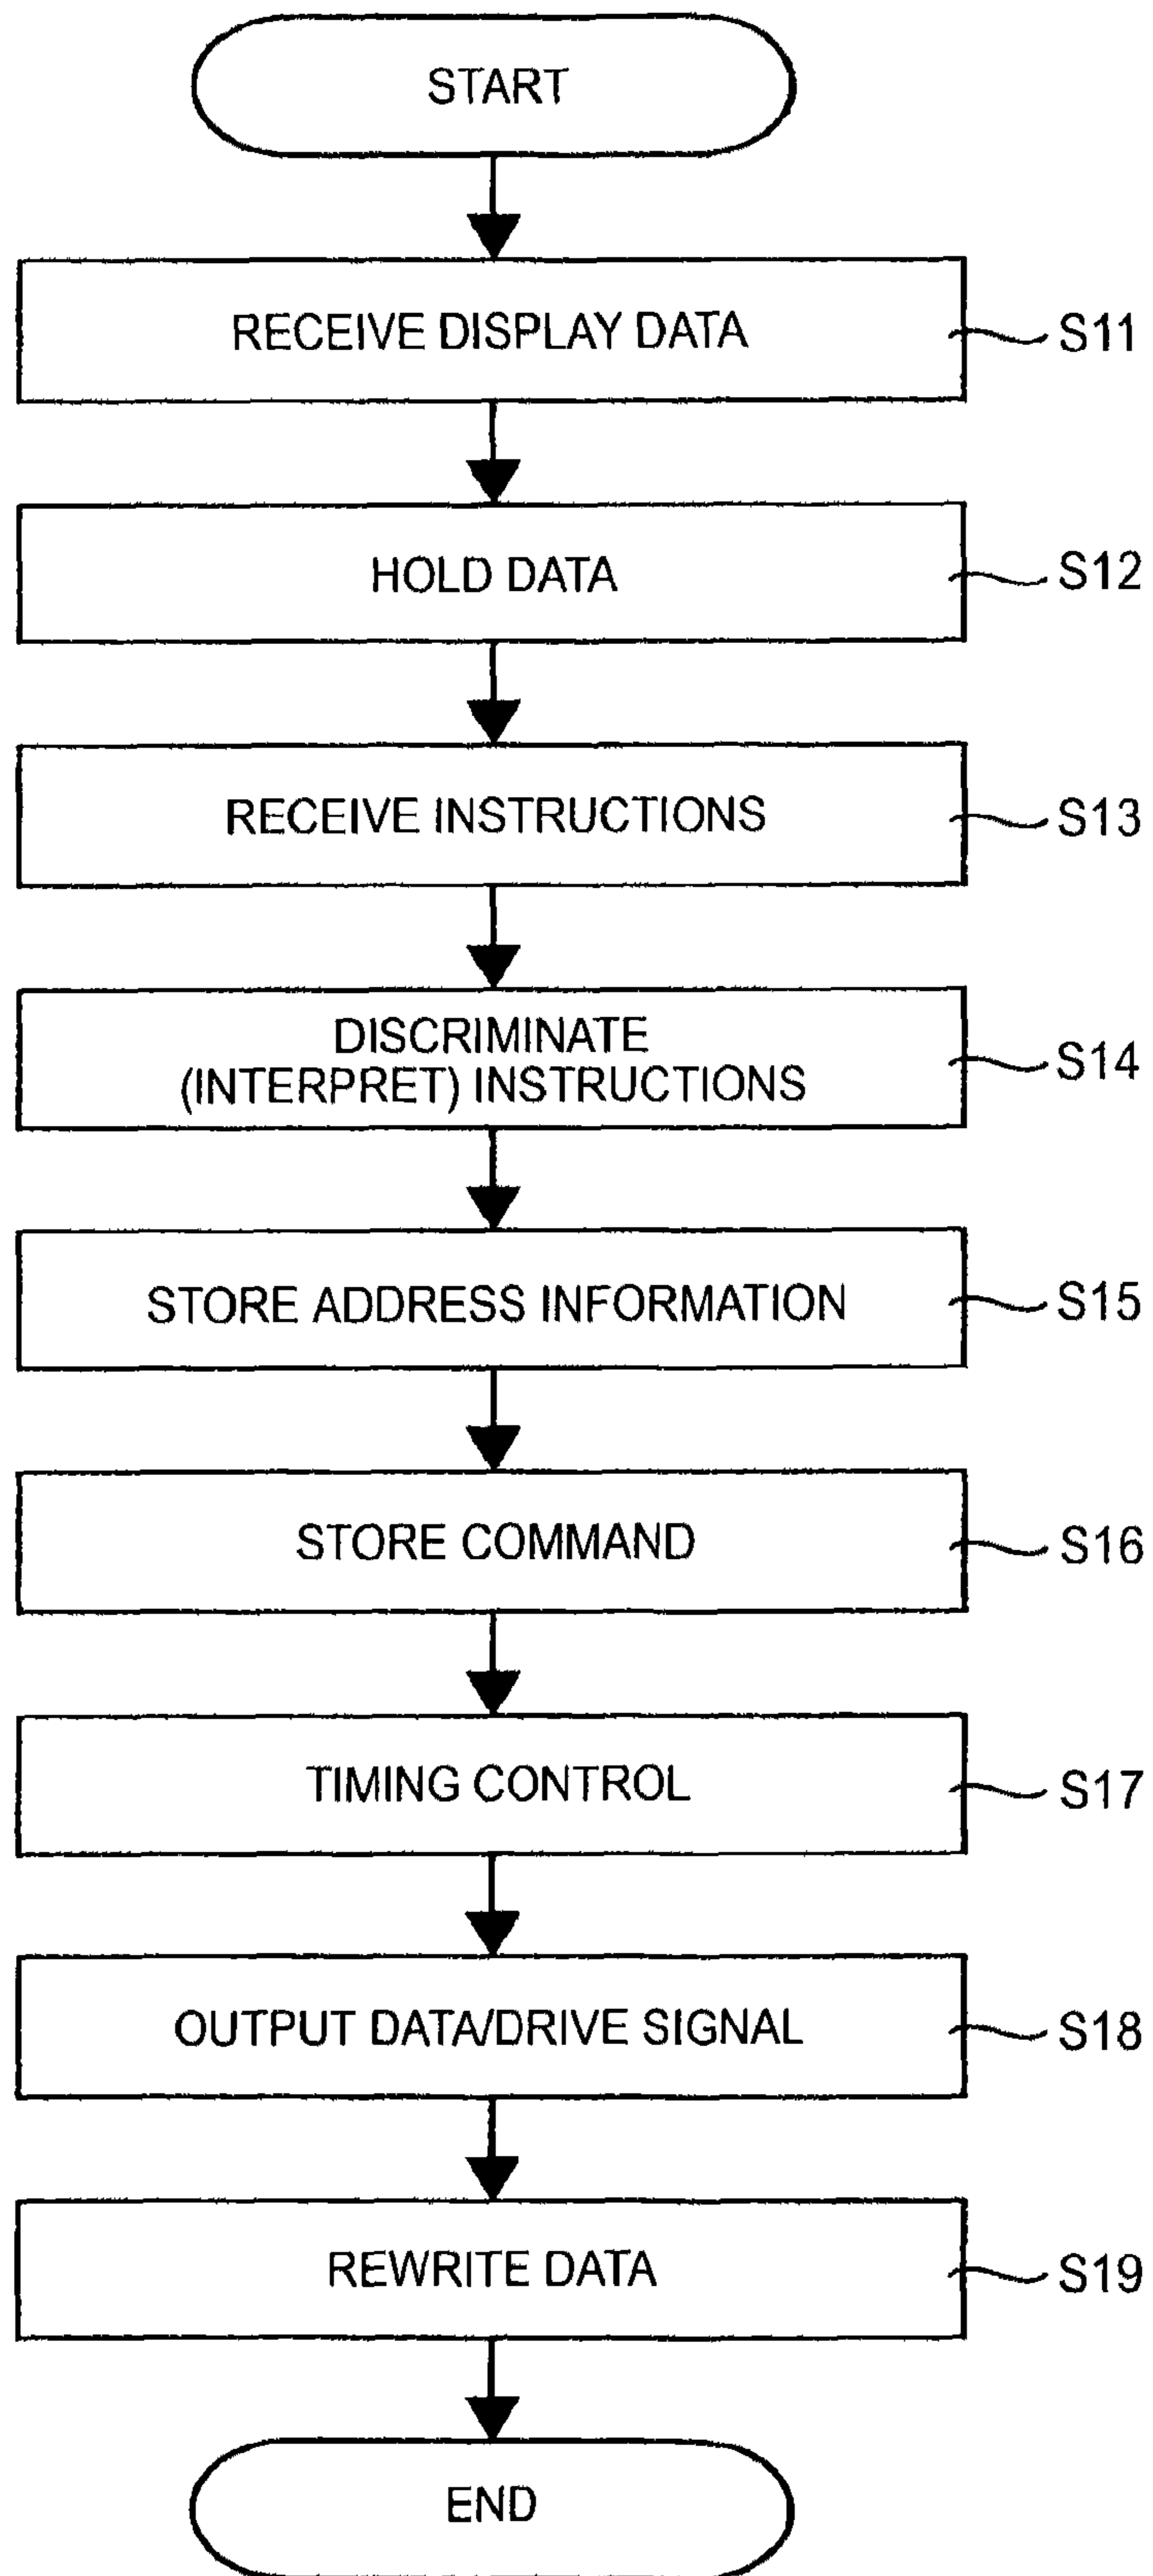 START
RECEIVE DISPLAY DATA
S11
HOLD DATA
S12
RECEIVE INSTRUCTIONS
S13
DISCRIMINATE
(INTERPRET) INSTRUCTIONS
S14
STORE ADDRESS INFORMATION
S15
STORE COMMAND
S16
TIMING CONTROL
S17
OUTPUT DATA/DRIVE SIGNAL
S18
REWRITE DATA
S19
END